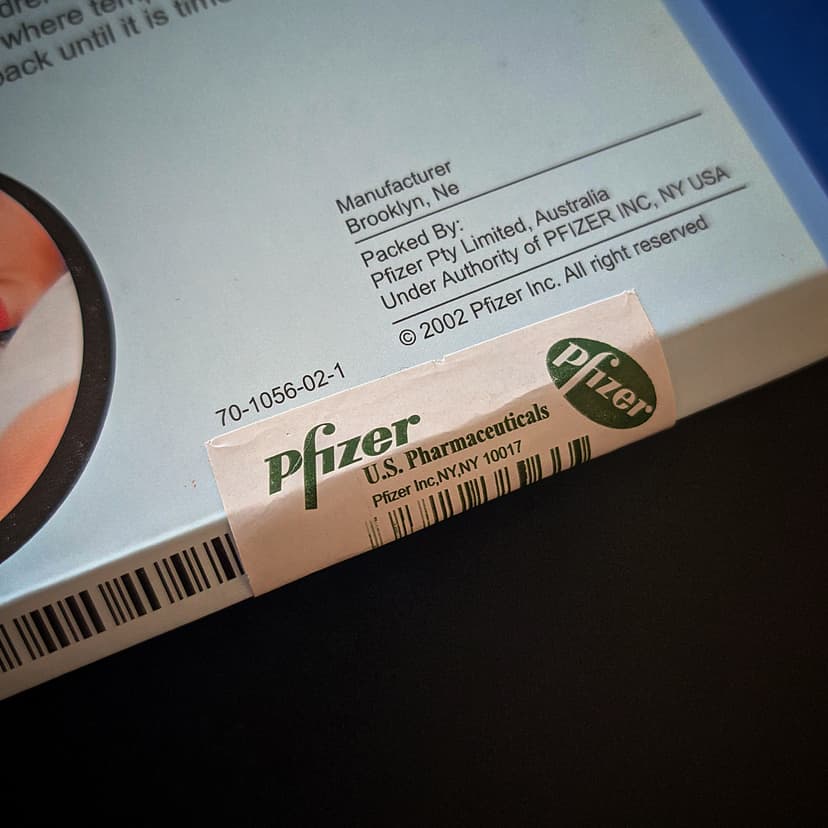 where
back until it is
Manufacturer
Brooklyn, Ne
Packed By:
Pfizer Pty Limited, Australia
Under Authority of PFIZER INC, NY USA
© 2002 Pfizer Inc. All right reserved
70-1056-02-1
Pfizer
U.S. Pharmaceuticals
Pfizer Inc,NY,NY 10017
Pfizer